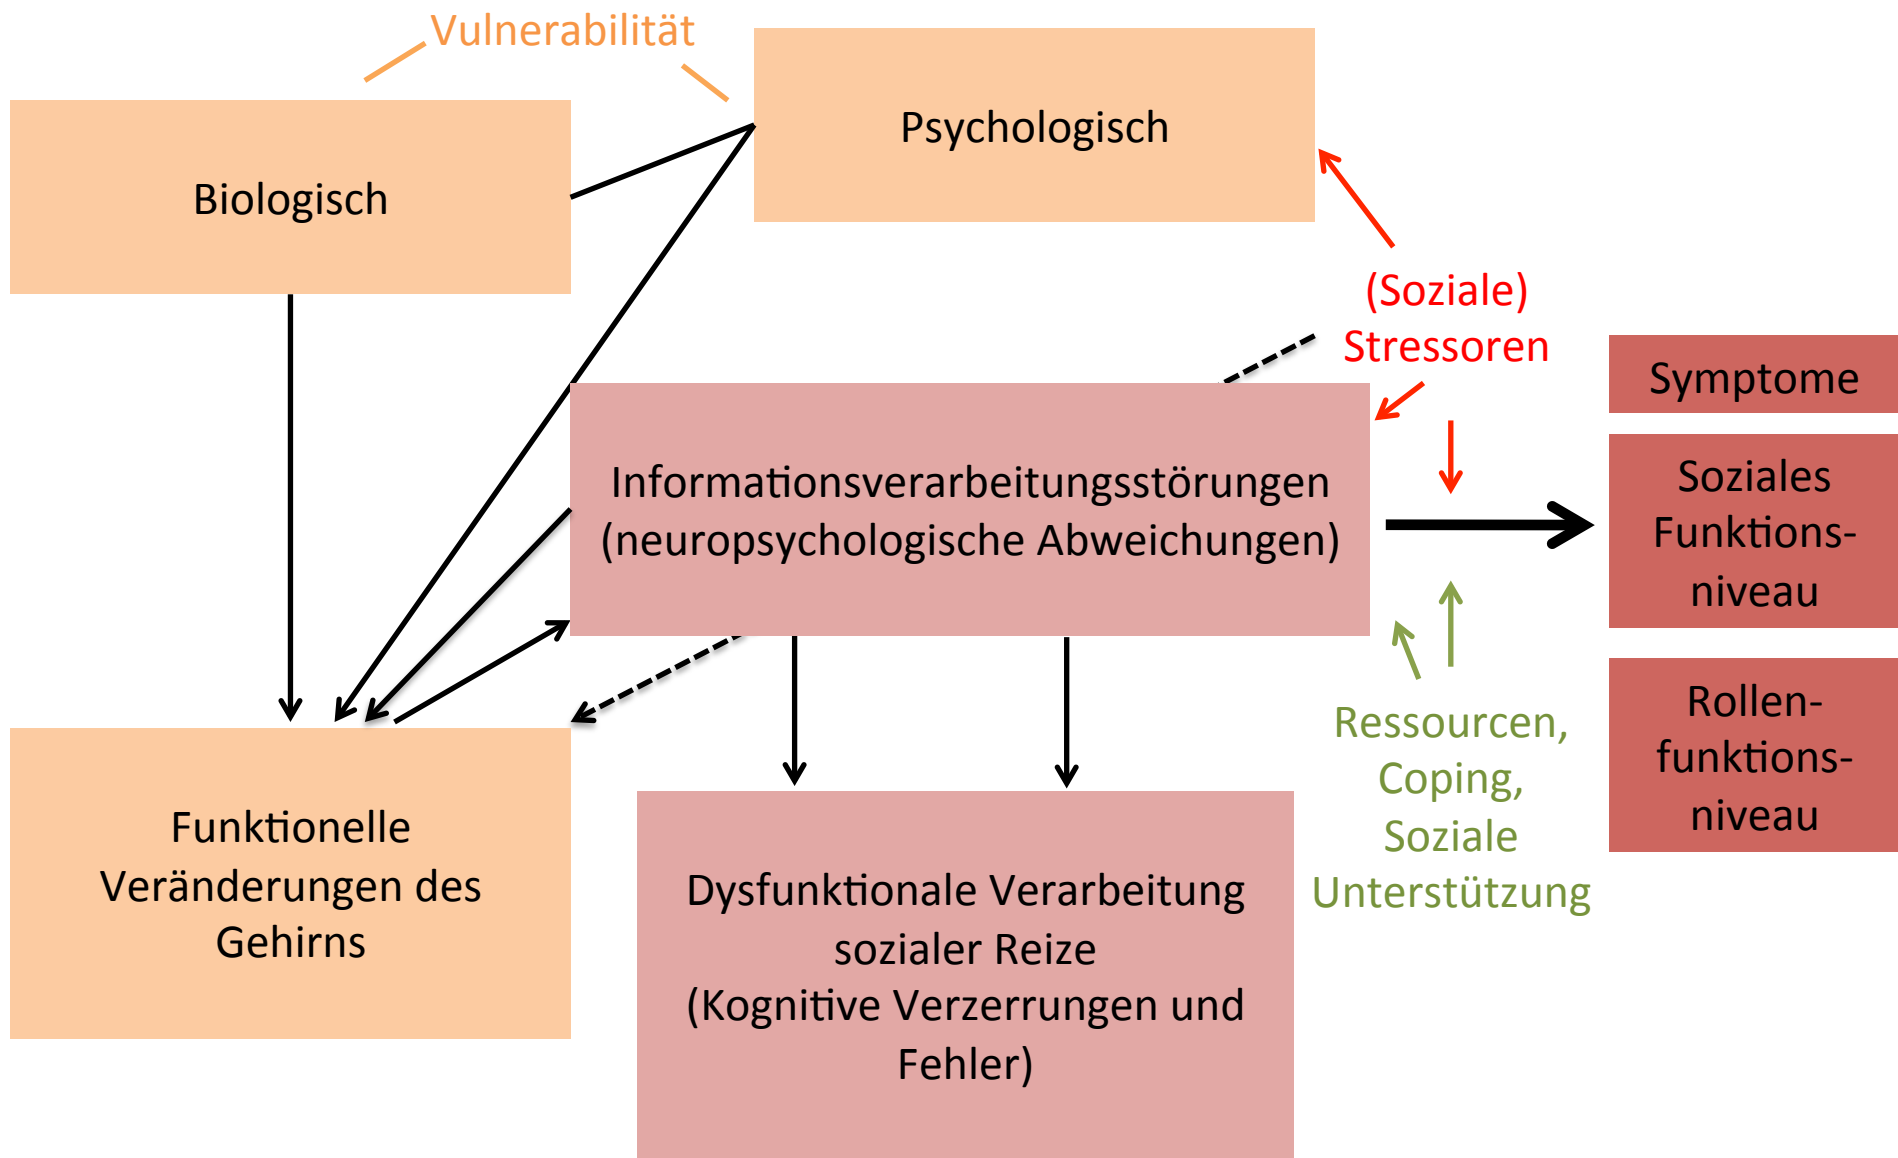 Vulnerabilität
Psychologisch
Biologisch
(Soziale)
Stressoren
Symptome
Informationsverarbeitungsstörungen
(neuropsychologische Abweichungen)
Soziales
Funktions-
niveau
Ressourcen,
Coping,
Soziale
Unterstützung
Rollen-
funktions-
niveau
Funktionelle
Veränderungen des
Gehirns
Dysfunktionale Verarbeitung
sozialer Reize
(Kognitive Verzerrungen und
Fehler)